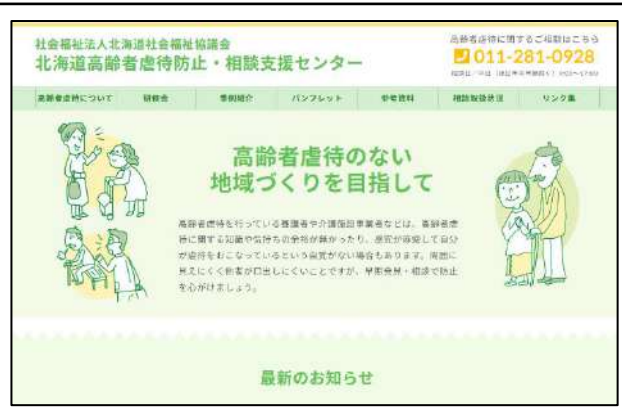 社会福祉法人北海道社会福祉協議会
北海道高齢者虐待防止・相談支援センター
高齢者虐待に関するご相談はこちら
011-281-0928
高齢者虐待について
研修会
事例紹介
パンフレット
参考資料
相談取扱状況
リンク集
高齢者虐待のない
地域づくりを目指して
高齢者虐待を行っている養護者や介護施設事業者などは、高齢者虐
待に関する知識や気持ちの余裕が無かったり、感覚が麻痺して自分
が虐待をおこなっているという自覚がない場合もあります。周囲に
見えにくく他者が口出しにくいことですが、早期発見・相談で防止
を心がけましょう。
最新のお知らせ